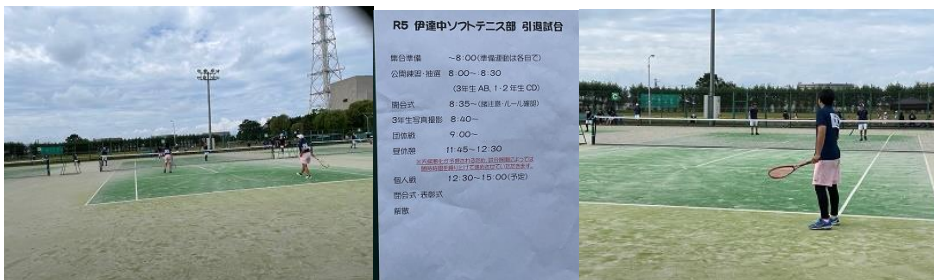 R5 伊達中ソフトテニス部 引退試合
集合準備 ～8:00(準備運動は各自で)
公開練習・抽選 8:00～8:30
(3年生AB、1・2年生CD)
開会式 8:35～(諸注意・ルール確認)
3年生写真撮影 8:40～
団体戦 9:00～
昼休憩 11:45～12:30
個人戦 12:30～15:00(予定)
閉会式・表彰式
解散